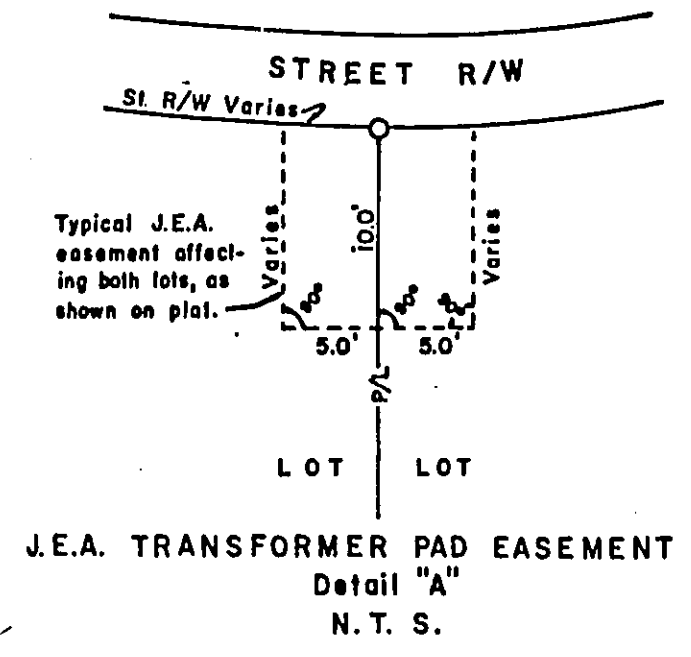 STREET R/W
St. R/W Varies
Typical J.E.A.
easement affect-
ing both lots, as
shown on plat.
Varies
10.0'
Varies
90°
90°
90°
5.0'
5.0'
P/L
LOT
LOT
J.E.A. TRANSFORMER PAD EASEMENT
Detail "A"
N. T. S.